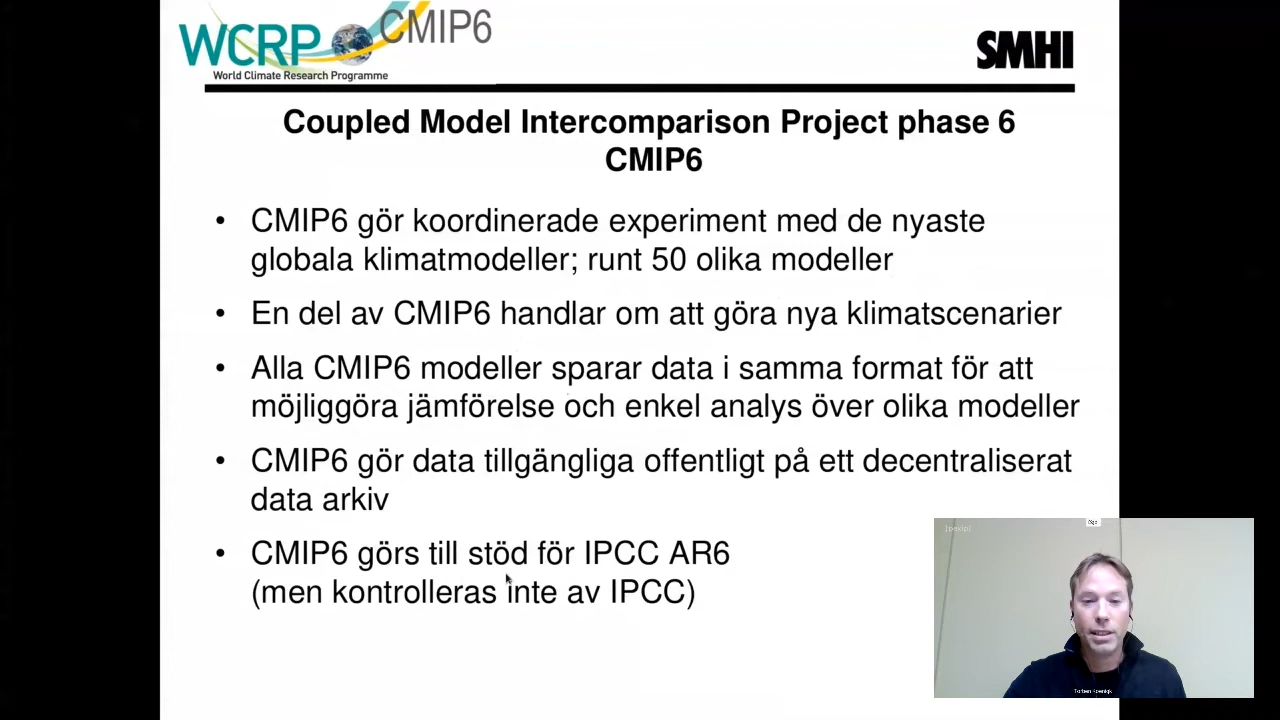 WCRP CMIP6
World Climate Research Programme
SMHI
Coupled Model Intercomparison Project phase 6
CMIP6
• CMIP6 gör koordinerade experiment med de nyaste
globala klimatmodeller; runt 50 olika modeller
• En del av CMIP6 handlar om att göra nya klimatscenarier
• Alla CMIP6 modeller sparar data i samma format för att
möjliggöra jämförelse och enkel analys över olika modeller
• CMIP6 gör data tillgängliga offentligt på ett decentraliserat
data arkiv
• CMIP6 görs till stöd för IPCC AR6
(men kontrolleras inte av IPCC)
]pexip[
Torben Koenigk